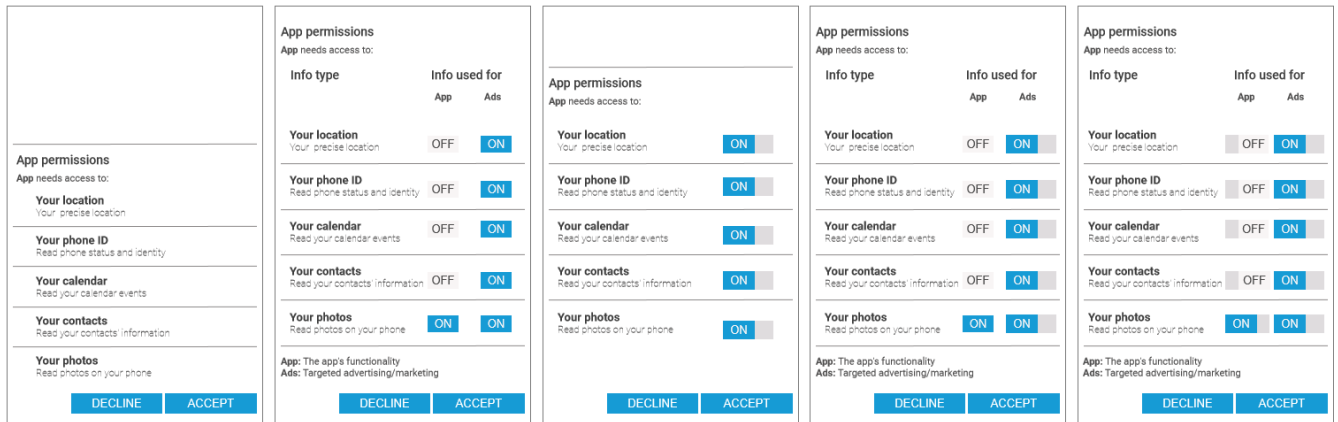 App permissions
App needs access to:
Your location
Your precise location
Your phone ID
Read phone status and identity
Your calendar
Read your calendar events
Your contacts
Read your contacts' information
Your photos
Read photos on your phone
DECLINE ACCEPT
App permissions
App needs access to:
Info type Info used for
App Ads
Your location
Your precise location
OFF ON
Your phone ID
Read phone status and identity
OFF ON
Your calendar
Read your calendar events
OFF ON
Your contacts
Read your contacts' information
OFF ON
Your photos
Read photos on your phone
ON ON
App: The app's functionality
Ads: Targeted advertising/marketing
DECLINE ACCEPT
App permissions
App needs access to:
Your location
Your precise location
ON
Your phone ID
Read phone status and identity
ON
Your calendar
Read your calendar events
ON
Your contacts
Read your contacts' information
ON
Your photos
Read photos on your phone
ON
DECLINE ACCEPT
App permissions
App needs access to:
Info type Info used for
App Ads
Your location
Your precise location
OFF ON
Your phone ID
Read phone status and identity
OFF ON
Your calendar
Read your calendar events
OFF ON
Your contacts
Read your contacts' information
OFF ON
Your photos
Read photos on your phone
ON ON
App: The app's functionality
Ads: Targeted advertising/marketing
DECLINE ACCEPT
App permissions
App needs access to:
Info type Info used for
App Ads
Your location
Your precise location
OFF ON
Your phone ID
Read phone status and identity
OFF ON
Your calendar
Read your calendar events
OFF ON
Your contacts
Read your contacts' information
OFF ON
Your photos
Read photos on your phone
ON ON
App: The app's functionality
Ads: Targeted advertising/marketing
DECLINE ACCEPT